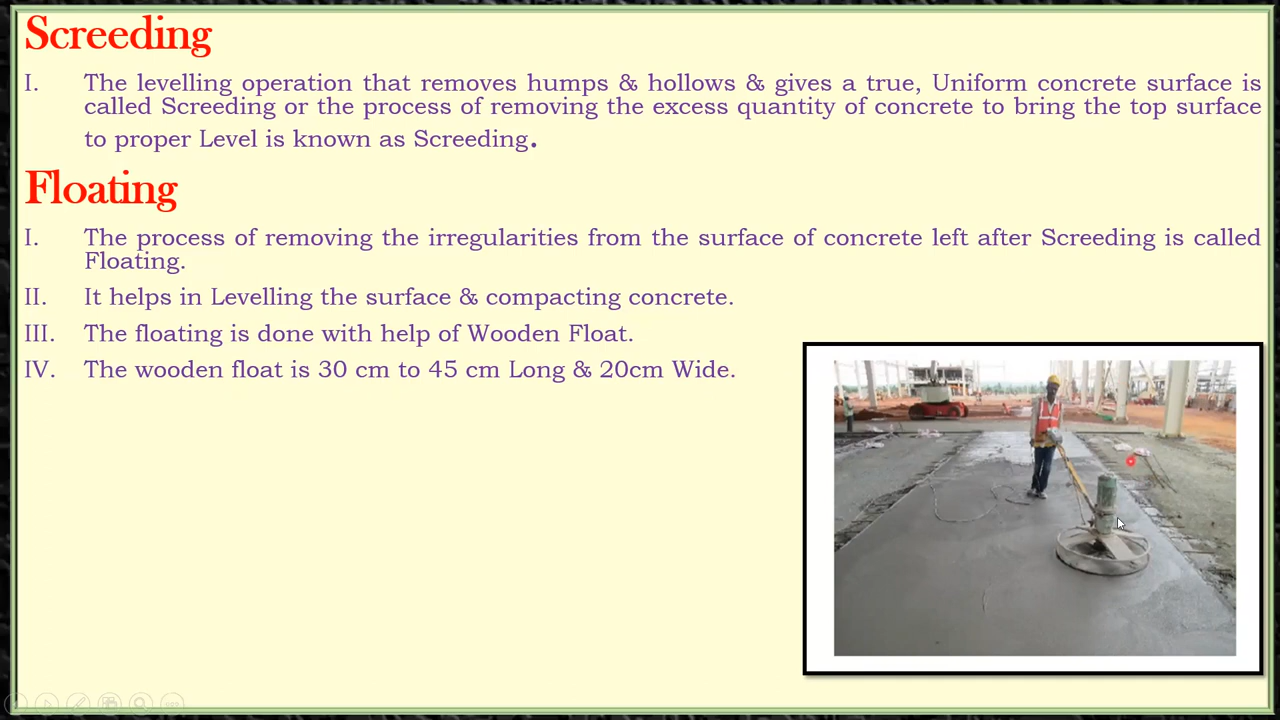 Screeding
I. The levelling operation that removes humps & hollows & gives a true, Uniform concrete surface is
called Screeding or the process of removing the excess quantity of concrete to bring the top surface
to proper Level is known as Screeding.
Floating
I. The process of removing the irregularities from the surface of concrete left after Screeding is called
Floating.
II. It helps in Levelling the surface & compacting concrete.
III. The floating is done with help of Wooden Float.
IV. The wooden float is 30 cm to 45 cm Long & 20cm Wide.